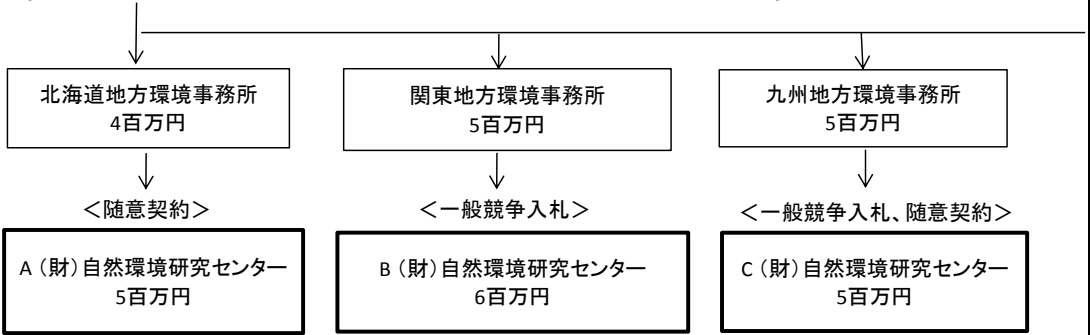 北海道地方環境事務所
4百万円
関東地方環境事務所
5百万円
九州地方環境事務所
5百万円
＜随意契約＞
＜一般競争入札＞
＜一般競争入札、随意契約＞
A （財）自然環境研究センター
5百万円
B （財）自然環境研究センター
6百万円
C （財）自然環境研究センター
5百万円